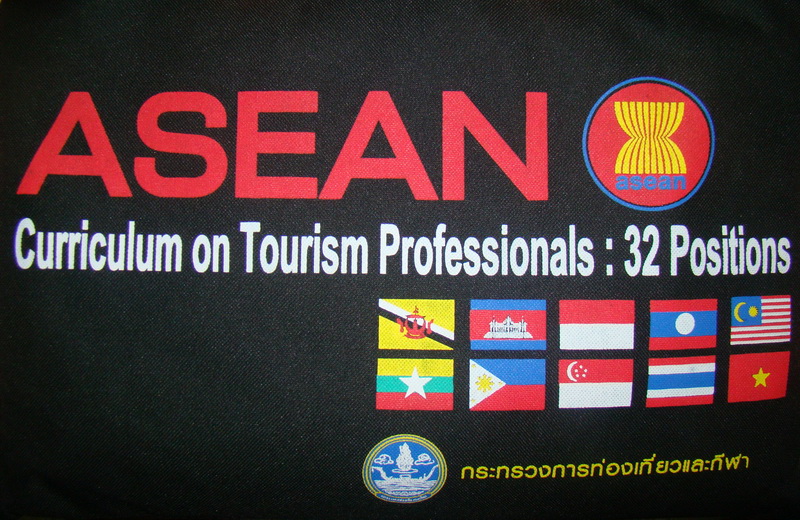 ASEAN
asean
Curriculum on Tourism Professionals : 32 Positions
กระทรวงการท่องเที่ยวและกีฬา